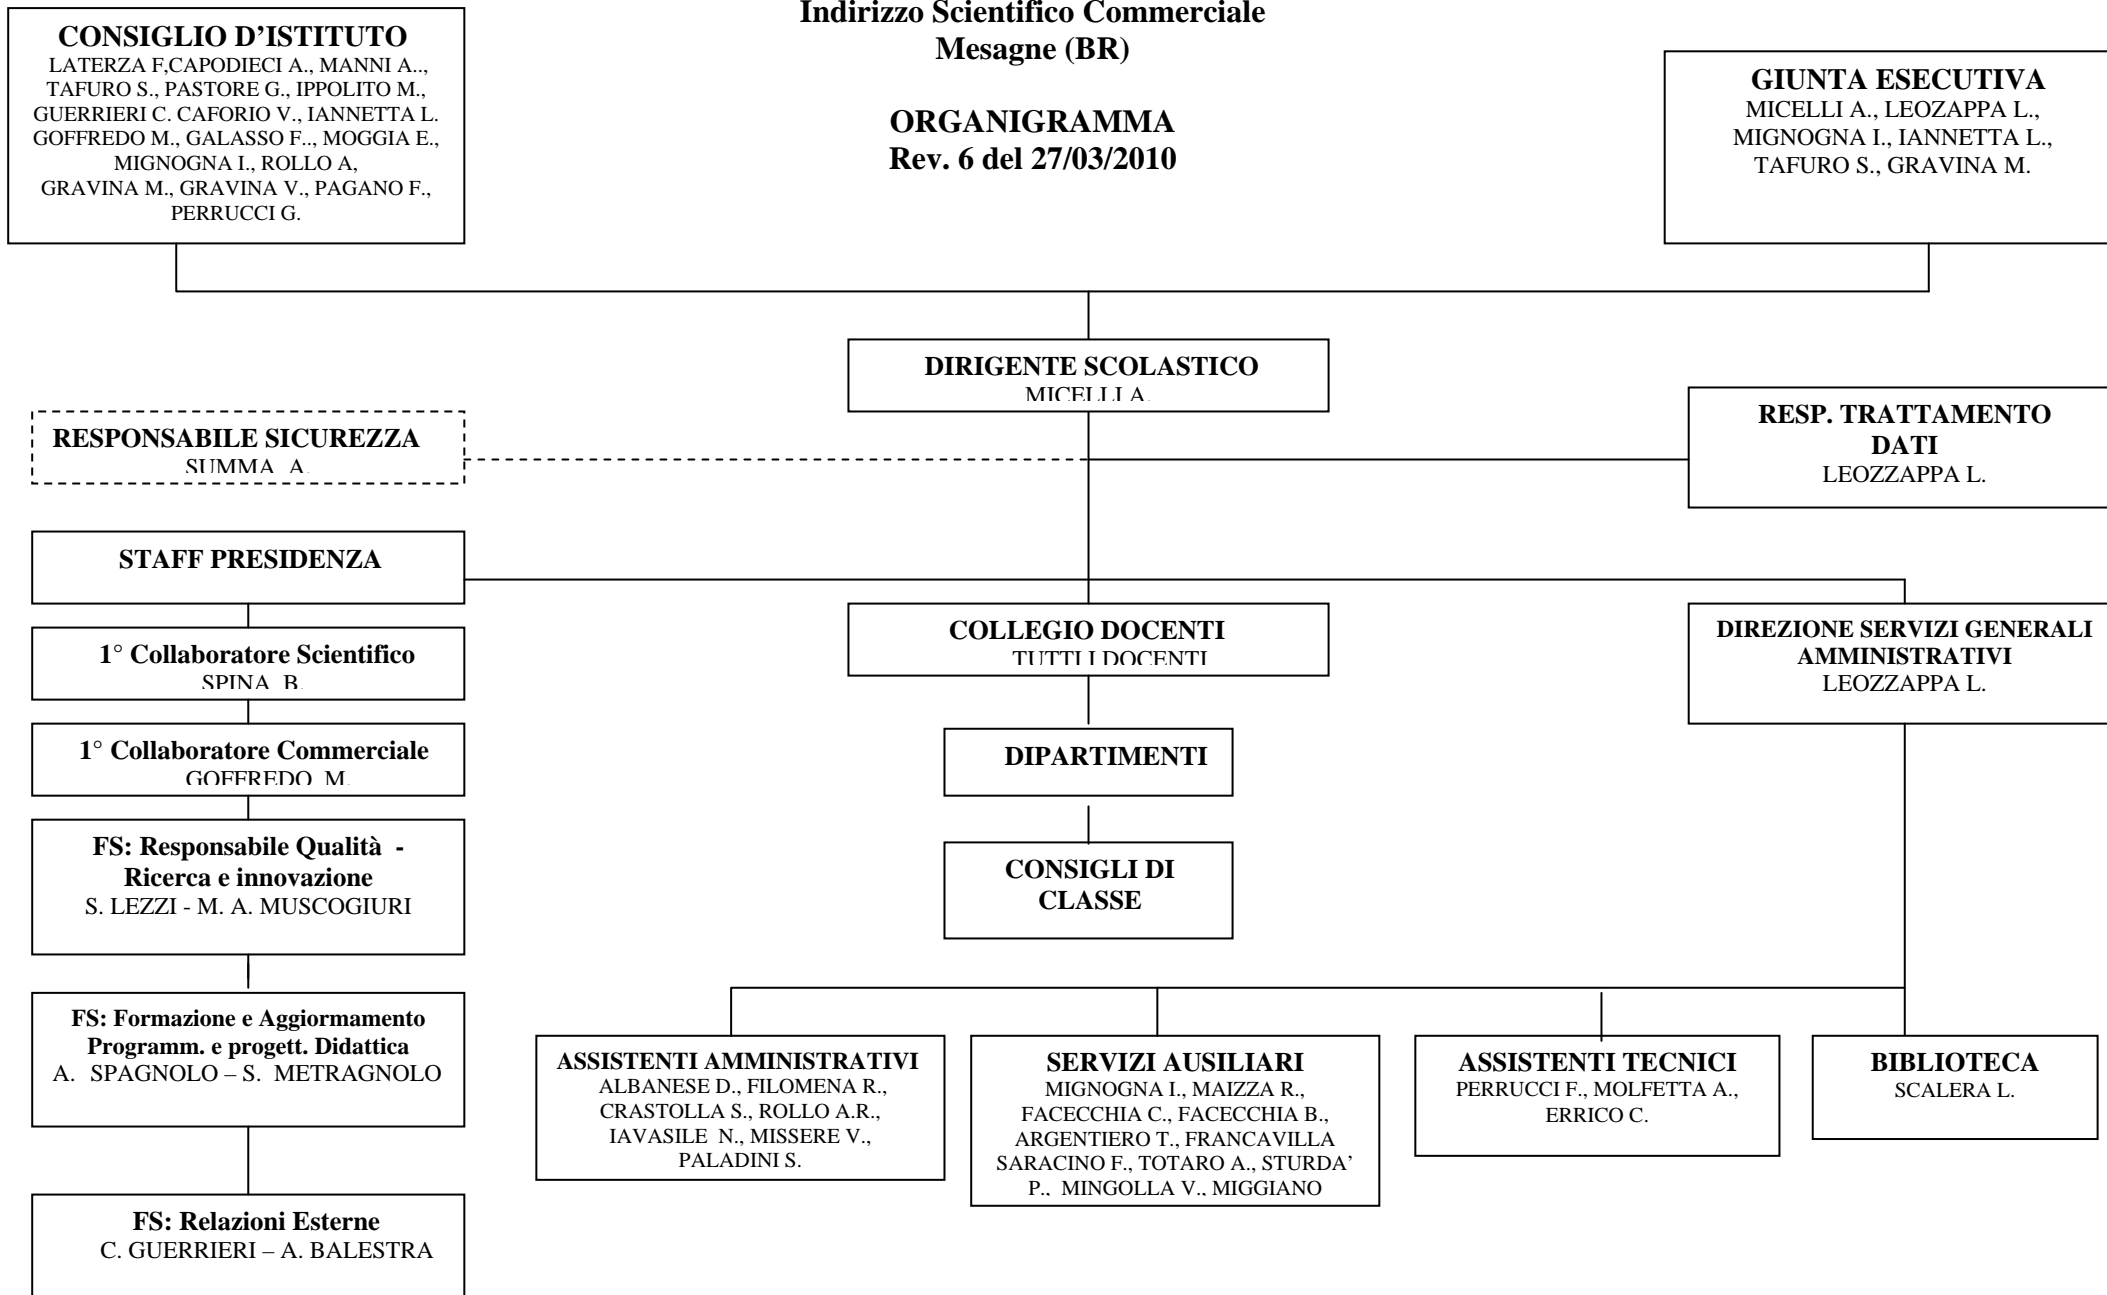 Indirizzo Scientifico Commerciale
Mesagne (BR)
ORGANIGRAMMA
Rev. 6 del 27/03/2010
CONSIGLIO D'ISTITUTO
LATERZA F,CAPODIECI A., MANNI A..,
TAFURO S., PASTORE G., IPPOLITO M.,
GUERRIERI C. CAFORIO V., IANNETTA L.
GOFFREDO M., GALASSO F.., MOGGIA E.,
MIGNOGNA I., ROLLO A,
GRAVINA M., GRAVINA V., PAGANO F.,
PERRUCCI G.
GIUNTA ESECUTIVA
MICELLI A., LEOZAPPA L.,
MIGNOGNA I., IANNETTA L.,
TAFURO S., GRAVINA M.
DIRIGENTE SCOLASTICO
MICELLI A.
RESPONSABILE SICUREZZA
SUMMA A.
RESP. TRATTAMENTO
DATI
LEOZZAPPA L.
STAFF PRESIDENZA
1° Collaboratore Scientifico
SPINA B.
1° Collaboratore Commerciale
GOFFREDO M.
FS: Responsabile Qualità -
Ricerca e innovazione
S. LEZZI - M. A. MUSCOGIURI
FS: Formazione e Aggiormamento
Programm. e progett. Didattica
A. SPAGNOLO – S. METRAGNOLO
FS: Relazioni Esterne
C. GUERRIERI – A. BALESTRA
COLLEGIO DOCENTI
TUTTI I DOCENTI
DIPARTIMENTI
CONSIGLI DI
CLASSE
DIREZIONE SERVIZI GENERALI
AMMINISTRATIVI
LEOZZAPPA L.
ASSISTENTI AMMINISTRATIVI
ALBANESE D., FILOMENA R.,
CRASTOLLA S., ROLLO A.R.,
IAVASILE N., MISSERE V.,
PALADINI S.
SERVIZI AUSILIARI
MIGNOGNA I., MAIZZA R.,
FACECCHIA C., FACECCHIA B.,
ARGENTIERO T., FRANCAVILLA
SARACINO F., TOTARO A., STURDA’
P., MINGOLLA V., MIGGIANO
ASSISTENTI TECNICI
PERRUCCI F., MOLFETTA A.,
ERRICO C.
BIBLIOTECA
SCALERA L.